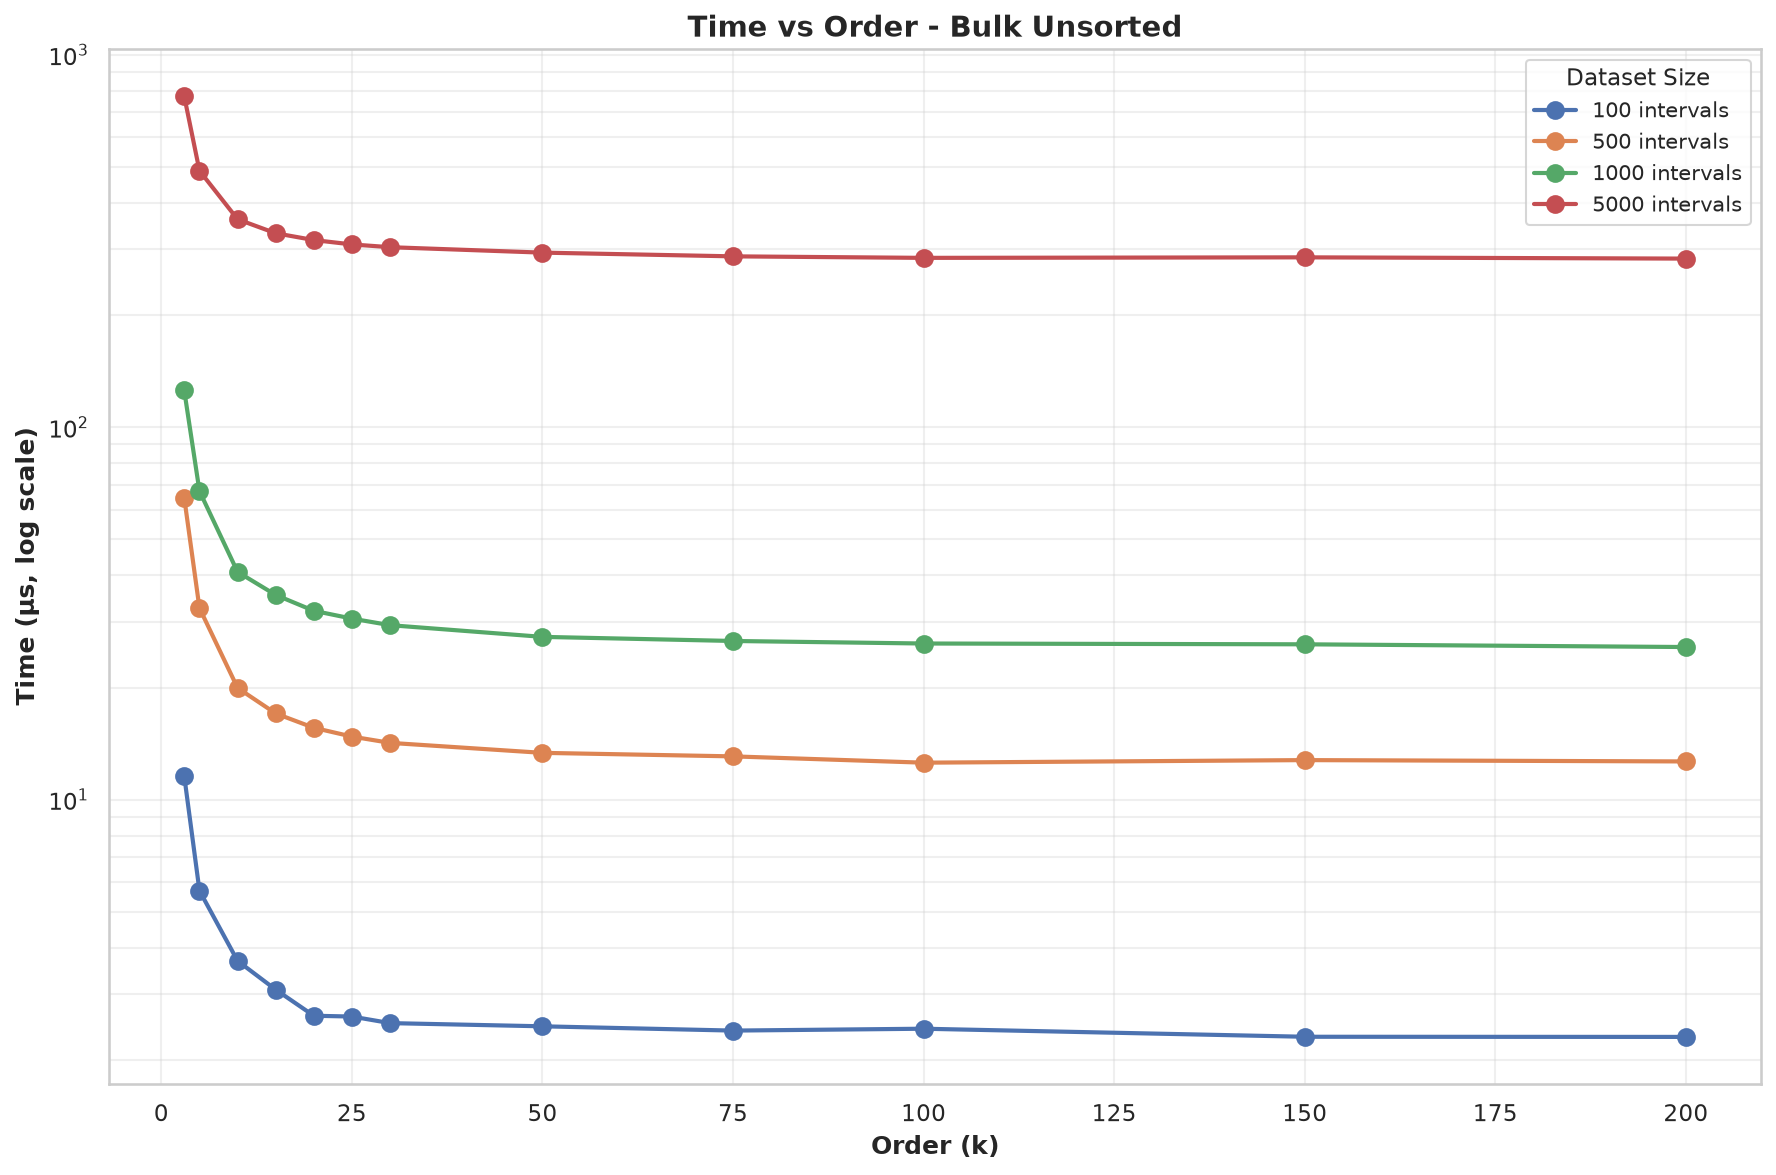 Time vs Order - Bulk Unsorted
Dataset Size
100 intervals
500 intervals
1000 intervals
5000 intervals
Time (µs, log scale)
10³
10²
10¹
0 25 50 75 100 125 150 175 200
Order (k)